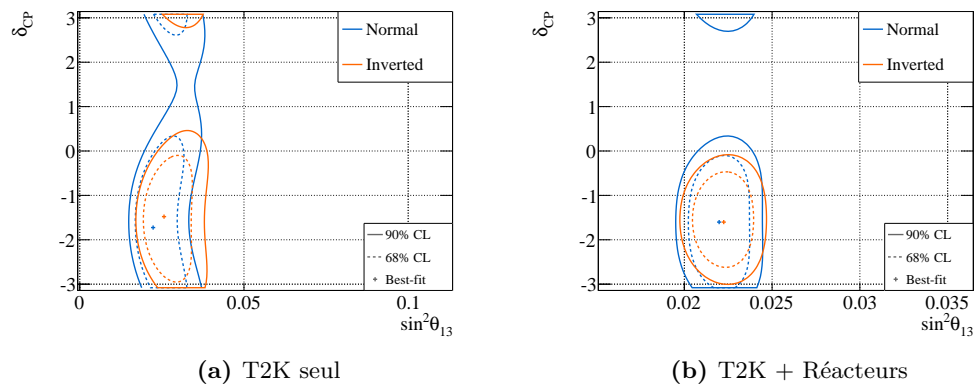 δCP
3
2
1
0
-1
-2
-3
0
0.05
0.1
sin²θ13
Normal
Inverted
90% CL
68% CL
Best-fit
(a) T2K seul
δCP
3
2
1
0
-1
-2
-3
0.02
0.025
0.03
0.035
sin²θ13
Normal
Inverted
90% CL
68% CL
Best-fit
(b) T2K + Réacteurs